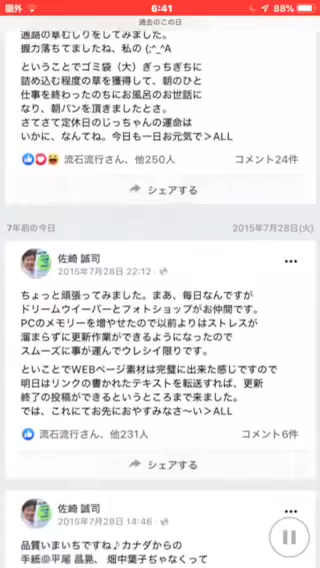 圏外 6:41 88%
過去のこの日
通路の草むしりをしてみました。
握力落ちてましたね、私の (;^_^A
ということでゴミ袋（大）ぎっちぎちに
詰め込む程度の草を獲得して、朝のひと
仕事を終わったのちにお風呂のお世話に
なり、朝パンを頂きましたとさ。
さてさて定休日のじっちゃんの運命は
いかに、なんてね。今日も一日お元気で＞ALL
流石流行さん、他250人 コメント24件
シェアする
7年前の今日 2015年7月28日(火)
佐崎 誠司
2015年7月28日 22:12
ちょっと頑張ってみました。まあ、毎日なんですが
ドリームウイーバーとフォトショップがお仲間です。
PCのメモリーを増やせたので以前よりはストレスが
溜まらずに更新作業ができるようになったので
スムーズに事が運んでウレシイ限りです。
といことでWEBページ素材は完璧に出来た感じですので
明日はリンクの書かれたテキストを転送すれば、更新
終了の投稿ができるというところまで来ました。
では、これにてお先におやすみなさ～い＞ALL
流石流行さん、他231人 コメント6件
シェアする
佐崎 誠司
2015年7月28日 14:46
品質いまいちですね♪カナダからの
手紙@平尾 昌晃、 畑中葉子ぢゃなくって